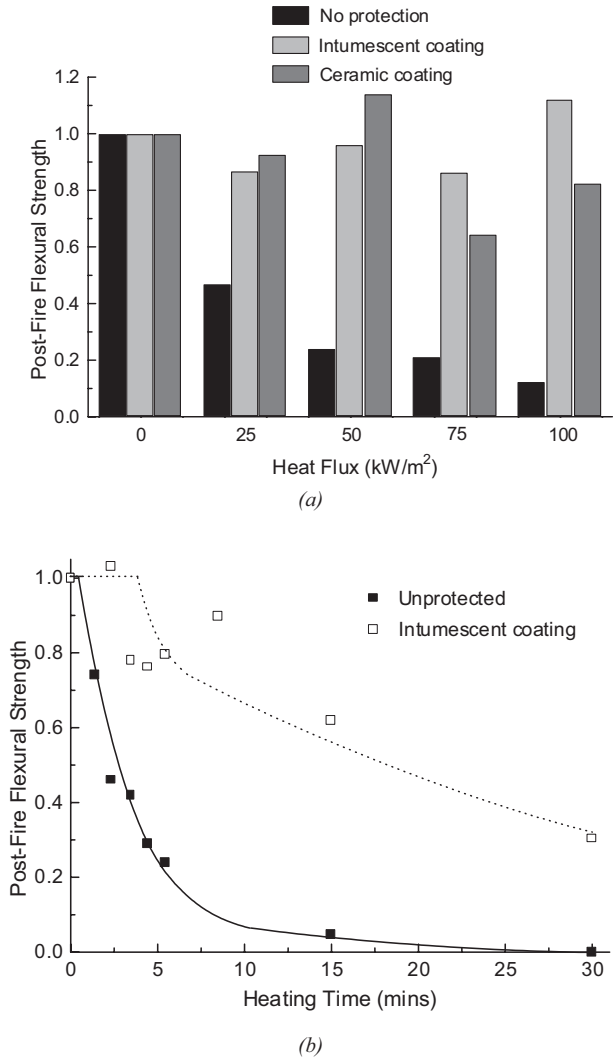 No protection
Intumescent coating
Ceramic coating
1.2
1.0
0.8
0.6
0.4
0.2
0.0
Post-Fire Flexural Strength
0 25 50 75 100
Heat Flux (kW/m²)
(a)
1.0
0.8
0.6
0.4
0.2
0.0
Post-Fire Flexural Strength
Unprotected
Intumescent coating
0 5 10 15 20 25 30
Heating Time (mins)
(b)